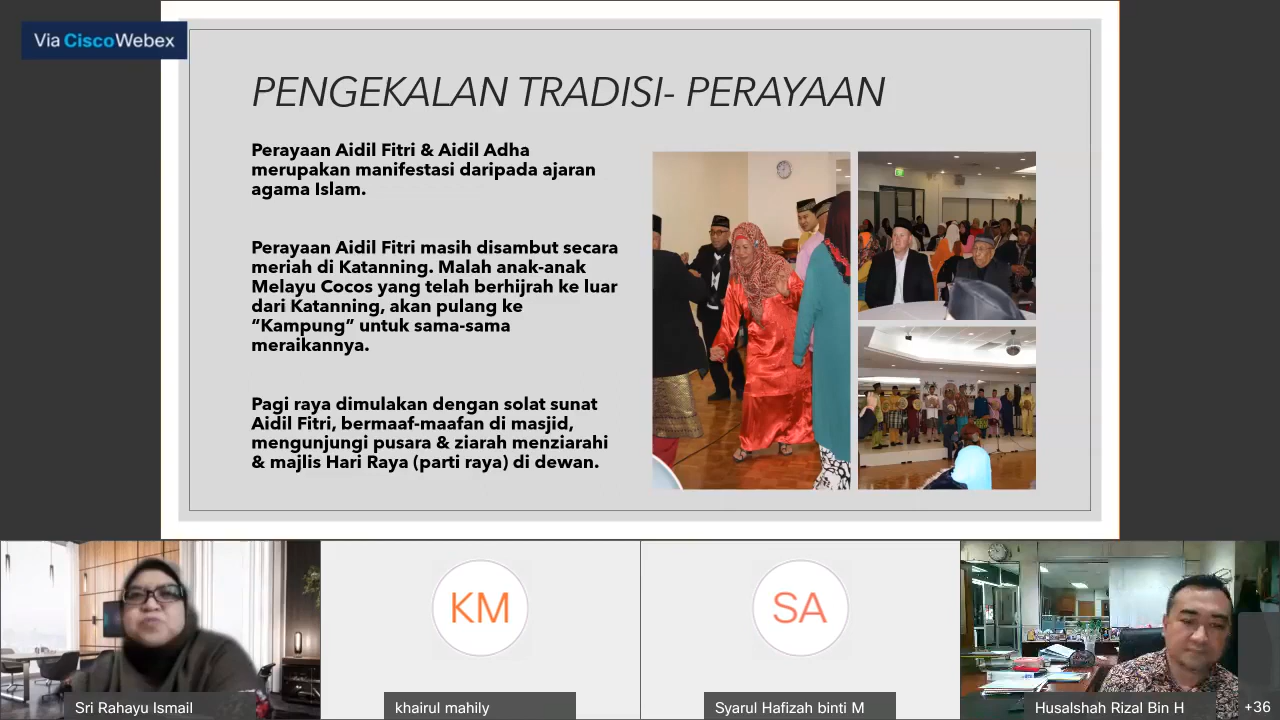 Via CiscoWebex
PENGEKALAN TRADISI- PERAYAAN
Perayaan Aidil Fitri & Aidil Adha
merupakan manifestasi daripada ajaran
agama Islam.
Perayaan Aidil Fitri masih disambut secara
meriah di Katanning. Malah anak-anak
Melayu Cocos yang telah berhijrah ke luar
dari Katanning, akan pulang ke
“Kampung” untuk sama-sama
meraikannya.
Pagi raya dimulakan dengan solat sunat
Aidil Fitri, bermaaf-maafan di masjid,
mengunjungi pusara & ziarah menziarahi
& majlis Hari Raya (parti raya) di dewan.
KM
SA
Sri Rahayu Ismail
khairul mahily
Syarul Hafizah binti M
Husalshah Rizal Bin H
+36